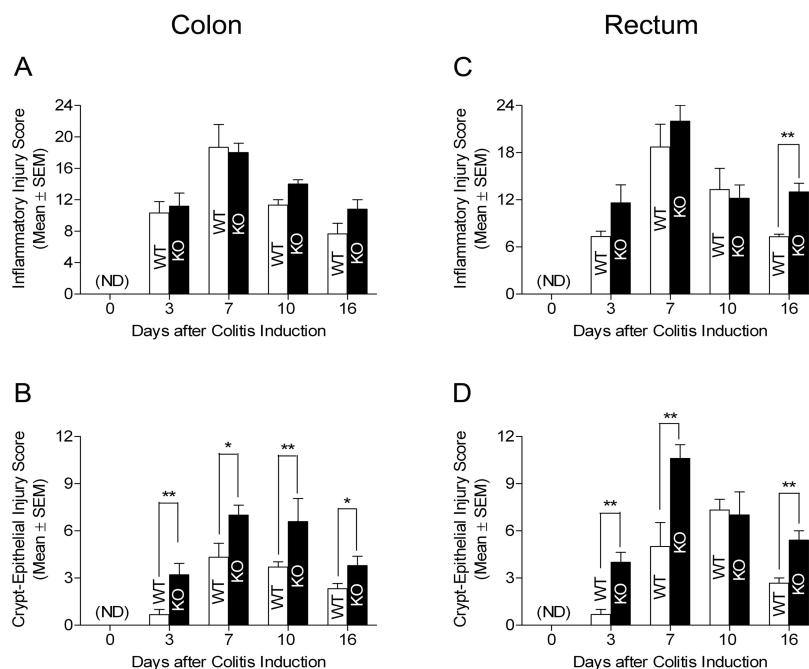 Colon
Rectum
A
Inflammatory Injury Score
(Mean ± SEM)
24
20
16
12
8
4
0
(ND)
WT
KO
WT
KO
WT
KO
WT
KO
0
3
7
10
16
Days after Colitis Induction
C
Inflammatory Injury Score
(Mean ± SEM)
24
18
12
6
0
(ND)
WT
KO
WT
KO
WT
KO
**
WT
KO
0
3
7
10
16
Days after Colitis Induction
B
Crypt-Epithelial Injury Score
(Mean ± SEM)
12
9
6
3
0
(ND)
**
WT
KO
*
WT
KO
**
WT
KO
*
WT
KO
0
3
7
10
16
Days after Colitis Induction
D
Crypt-Epithelial Injury Score
(Mean ± SEM)
12
9
6
3
0
(ND)
**
WT
KO
**
WT
KO
WT
KO
**
WT
KO
0
3
7
10
16
Days after Colitis Induction